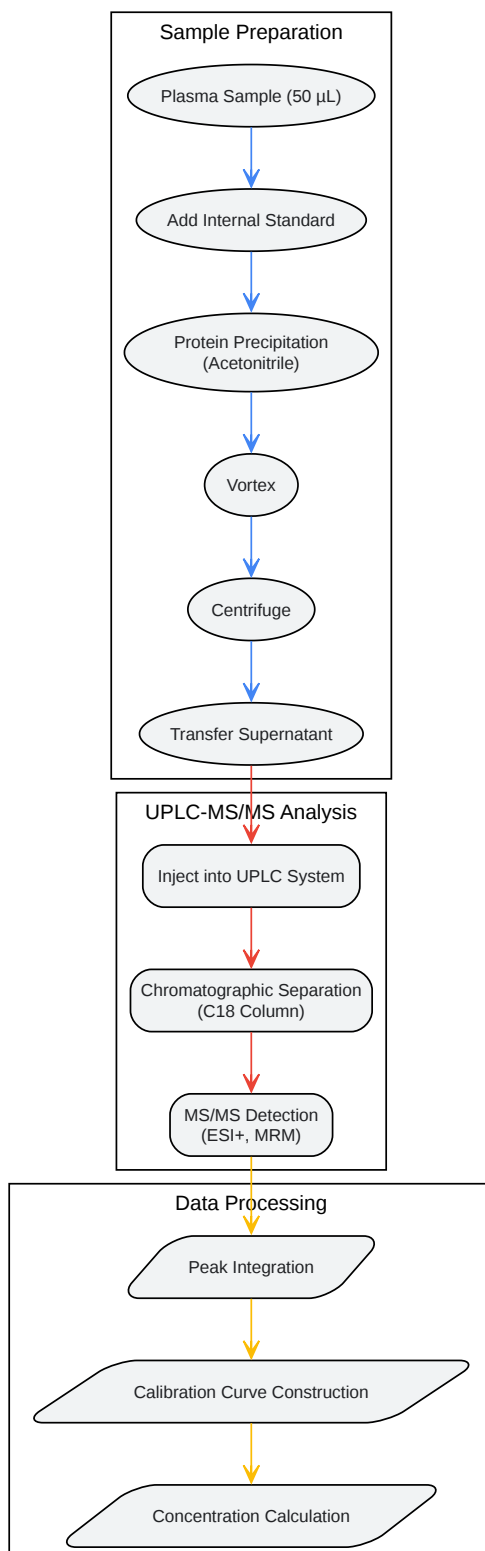 Sample Preparation
Plasma Sample (50 µL)
Add Internal Standard
Protein Precipitation
(Acetonitrile)
Vortex
Centrifuge
Transfer Supernatant
UPLC-MS/MS Analysis
Inject into UPLC System
Chromatographic Separation
(C18 Column)
MS/MS Detection
(ESI+, MRM)
Data Processing
Peak Integration
Calibration Curve Construction
Concentration Calculation